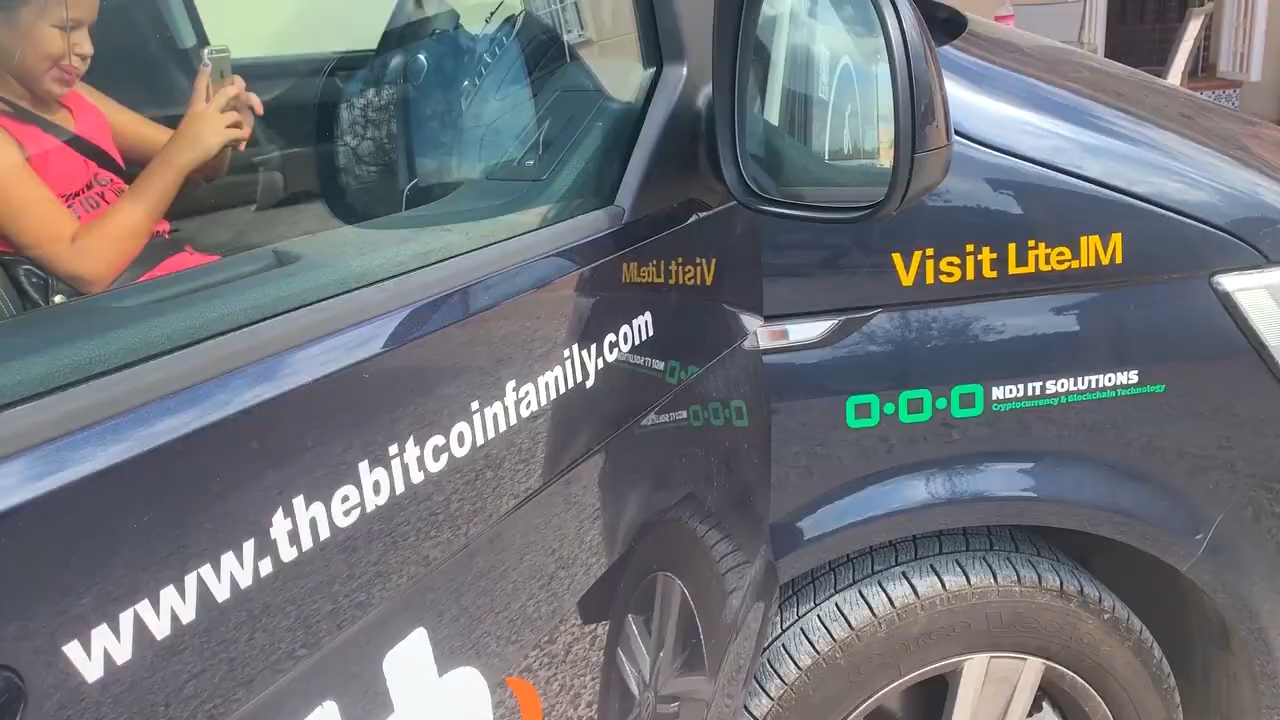 Visit Lite.IM
www.thebitcoinfamily.com
NDJ IT SOLUTIONS
Cryptocurrency & Blockchain Technology